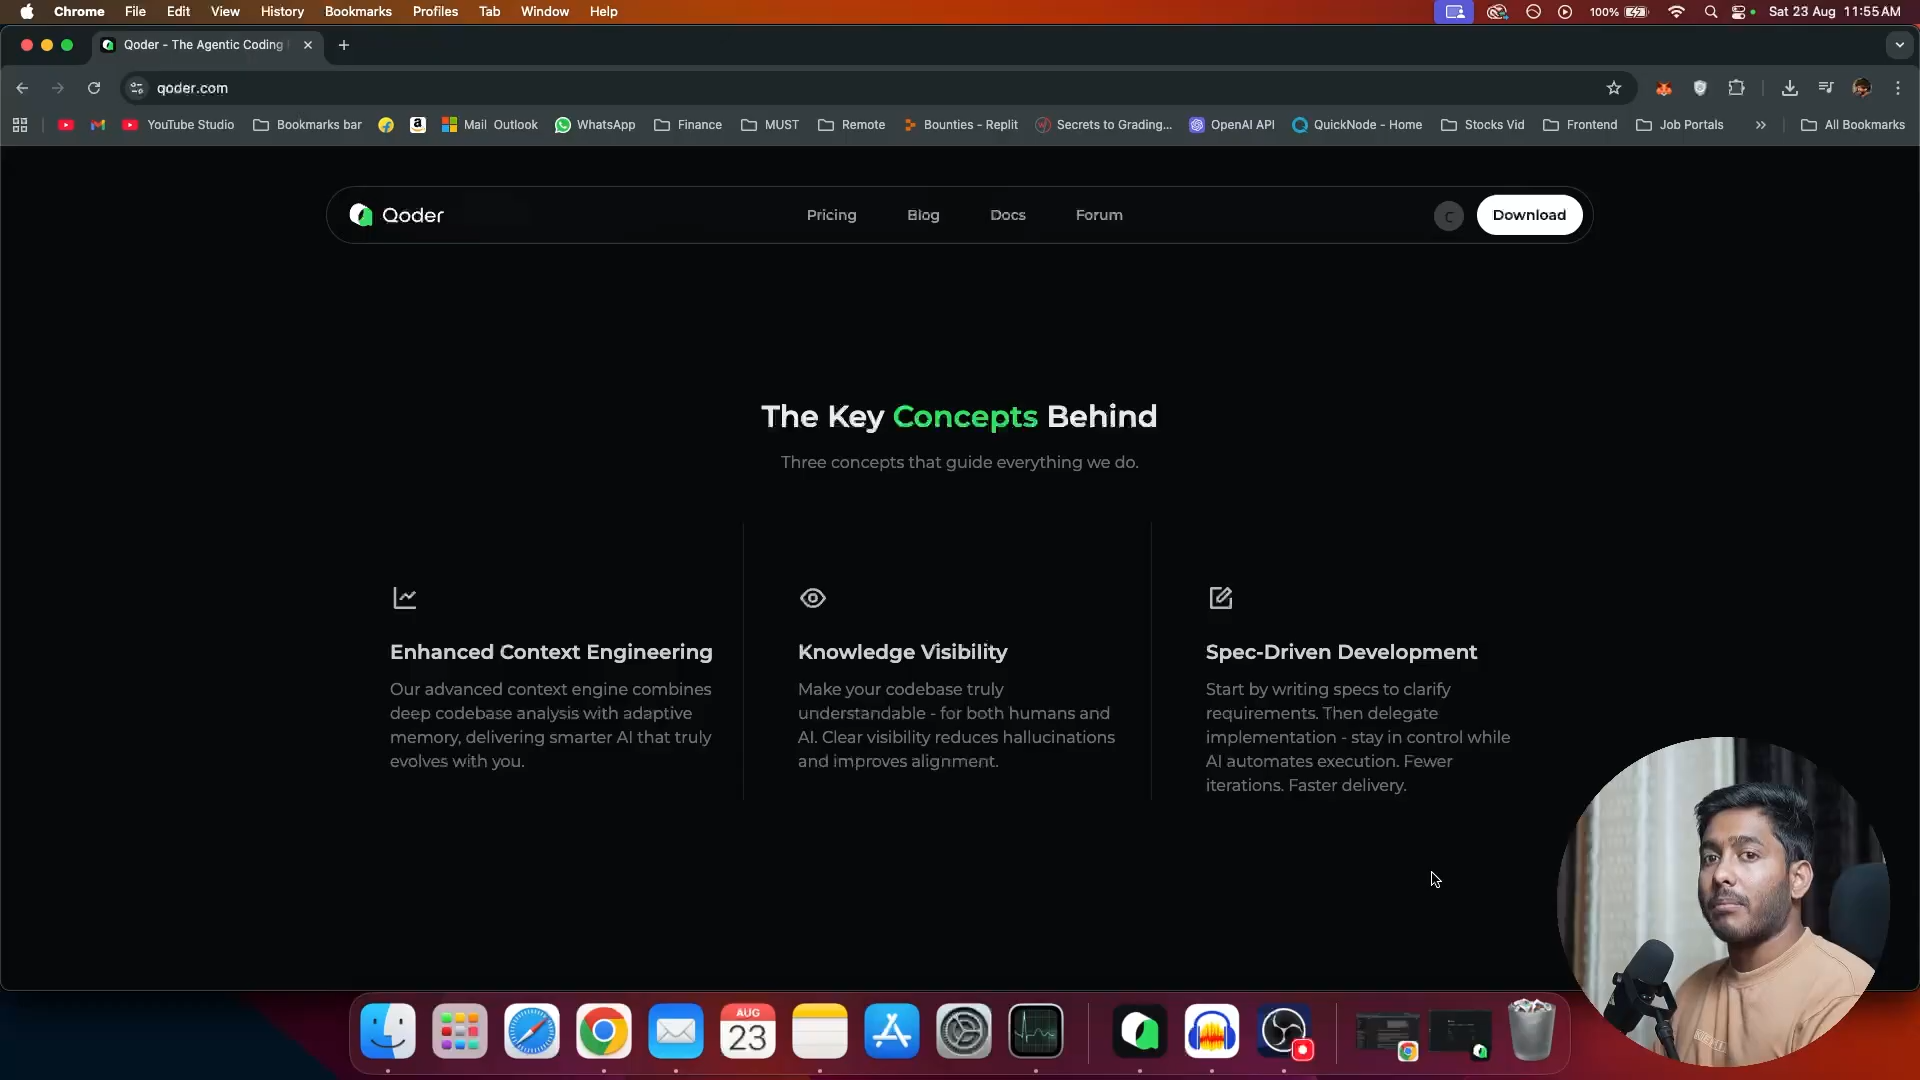 Chrome File Edit View History Bookmarks Profiles Tab Window Help 100% Sat 23 Aug 11:55 AM
Qoder - The Agentic Coding
qoder.com
YouTube Studio Bookmarks bar Mail Outlook WhatsApp Finance MUST Remote Bounties - Replit Secrets to Grading... OpenAI API QuickNode - Home Stocks Vid Frontend Job Portals » All Bookmarks
Qoder Pricing Blog Docs Forum C Download
The Key Concepts Behind
Three concepts that guide everything we do.
Enhanced Context Engineering
Our advanced context engine combines
deep codebase analysis with adaptive
memory, delivering smarter AI that truly
evolves with you.
Knowledge Visibility
Make your codebase truly
understandable - for both humans and
AI. Clear visibility reduces hallucinations
and improves alignment.
Spec-Driven Development
Start by writing specs to clarify
requirements. Then delegate
implementation - stay in control while
AI automates execution. Fewer
iterations. Faster delivery.
AUG
23